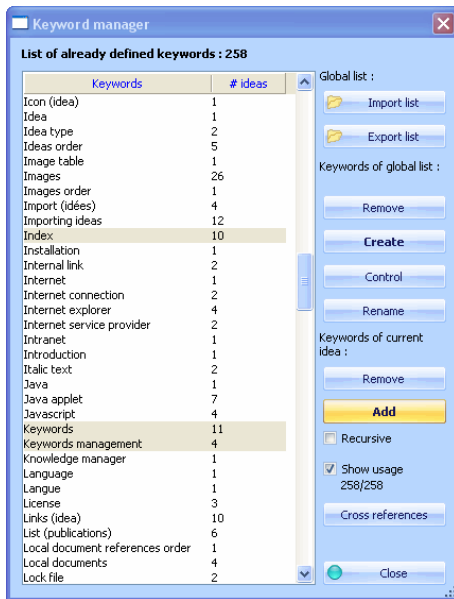 Keyword manager
List of already defined keywords : 258
Keywords # ideas
Icon (idea) 1
Idea 1
Idea type 2
Ideas order 5
Image table 1
Images 26
Images order 1
Import (idées) 4
Importing ideas 12
Index 10
Installation 1
Internal link 2
Internet 1
Internet connection 2
Internet explorer 4
Internet service provider 2
Intranet 1
Introduction 1
Italic text 2
Java 1
Java applet 7
Javascript 4
Keywords 11
Keywords management 4
Knowledge manager 1
Language 1
Langue 1
License 3
Links (idea) 10
List (publications) 6
Local document references order 1
Local documents 4
Lock file 2
Global list :
Import list
Export list
Keywords of global list :
Remove
Create
Control
Rename
Keywords of current
idea :
Remove
Add
Recursive
Show usage
258/258
Cross references
Close